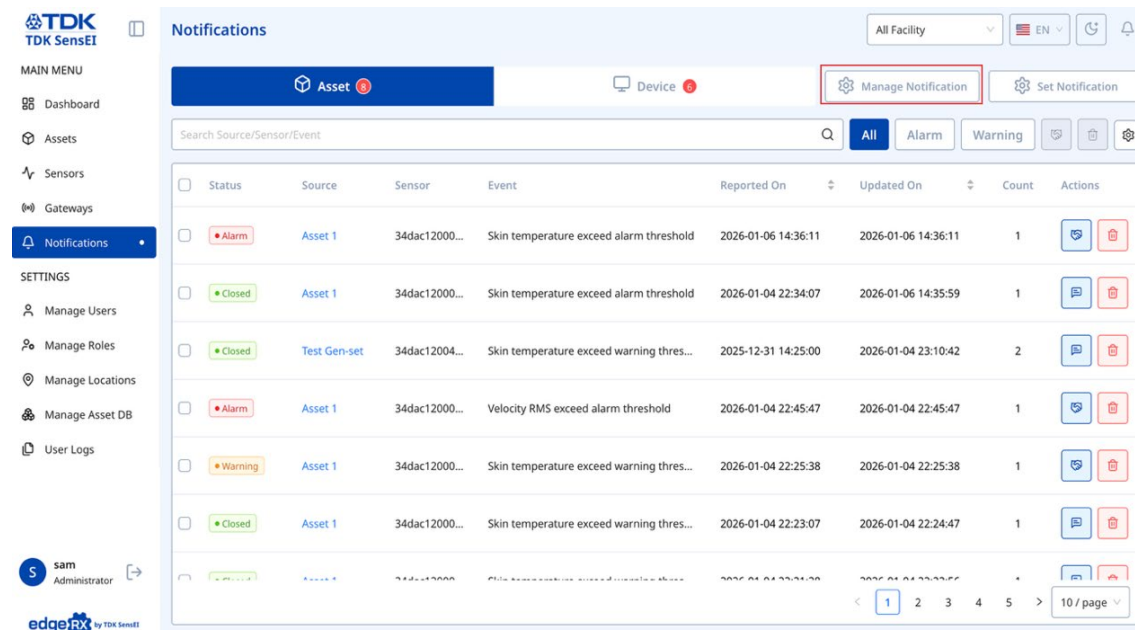 TDK
TDK SensEI
MAIN MENU
Dashboard
Assets
Sensors
Gateways
Notifications
SETTINGS
Manage Users
Manage Roles
Manage Locations
Manage Asset DB
User Logs
S sam
Administrator
edgeRX by TDK SensEI
Notifications
All Facility EN
Asset 8 Device 6 Manage Notification Set Notification
Search Source/Sensor/Event All Alarm Warning
Status Source Sensor Event Reported On Updated On Count Actions
Alarm Asset 1 34dac12000... Skin temperature exceed alarm threshold 2026-01-06 14:36:11 2026-01-06 14:36:11 1
Closed Asset 1 34dac12000... Skin temperature exceed alarm threshold 2026-01-04 22:34:07 2026-01-06 14:35:59 1
Closed Test Gen-set 34dac12004... Skin temperature exceed warning thres... 2025-12-31 14:25:00 2026-01-04 23:10:42 2
Alarm Asset 1 34dac12000... Velocity RMS exceed alarm threshold 2026-01-04 22:45:47 2026-01-04 22:45:47 1
Warning Asset 1 34dac12000... Skin temperature exceed warning thres... 2026-01-04 22:25:38 2026-01-04 22:25:38 1
Closed Asset 1 34dac12000... Skin temperature exceed warning thres... 2026-01-04 22:23:07 2026-01-04 22:24:47 1
< 1 2 3 4 5 > 10 / page